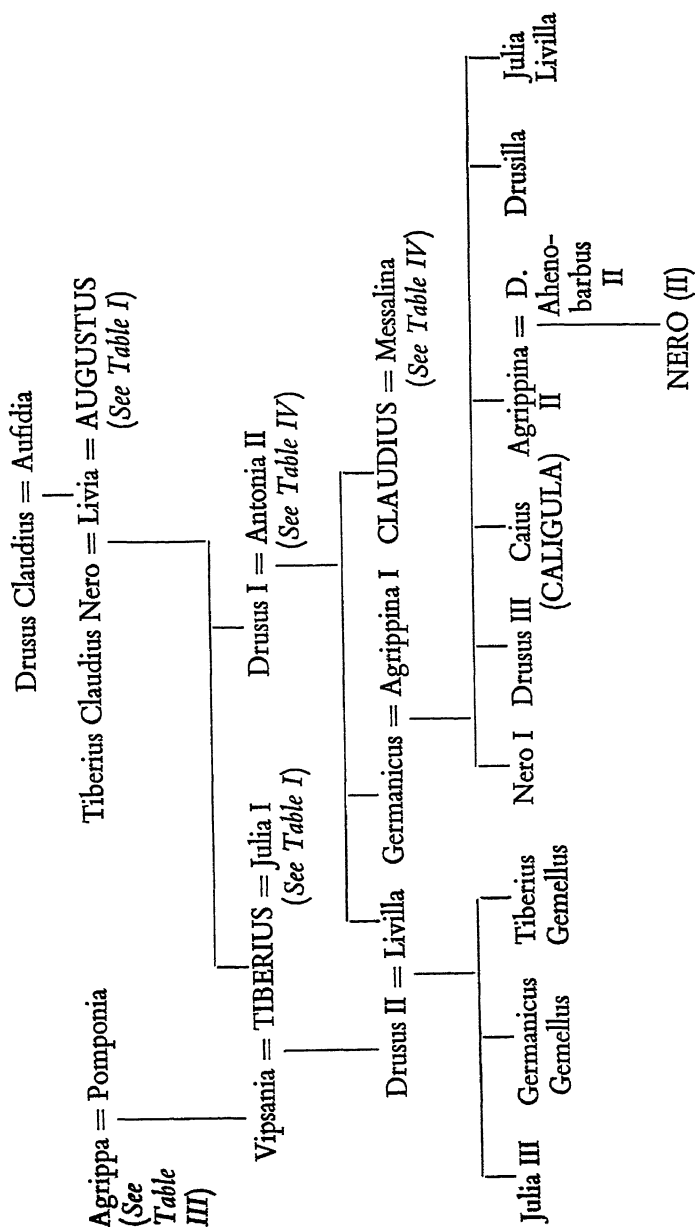 Drusus Claudius = Aufidia
Tiberius Claudius Nero = Livia = AUGUSTUS
(See Table I)
Agrippa = Pomponia
(See
Table
III)
Vipsania = TIBERIUS = Julia I
(See Table I)
Drusus I = Antonia II
(See Table IV)
Drusus II = Livilla
Germanicus = Agrippina I
CLAUDIUS = Messalina
(See Table IV)
Julia III
Germanicus
Gemellus
Tiberius
Gemellus
Nero I
Drusus III
Caius
(CALIGULA)
Agrippina = D.
II
Aheno-
barbus
II
Drusilla
Julia
Livilla
NERO (II)